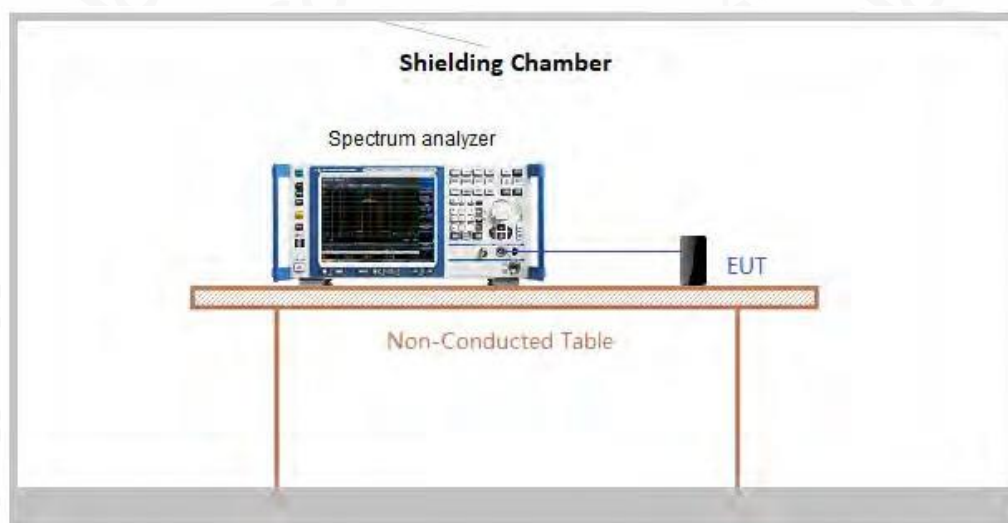 Shielding Chamber
Spectrum analyzer
EUT
Non-Conducted Table